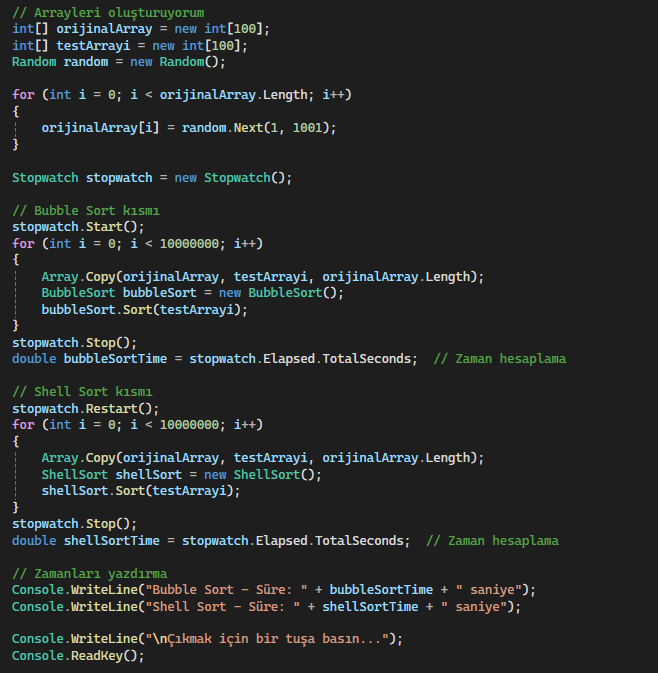 // Arrayleri oluşturuyorum
int[] orijinalArray = new int[100];
int[] testArrayi = new int[100];
Random random = new Random();
for (int i = 0; i < orijinalArray.Length; i++)
{
orijinalArray[i] = random.Next(1, 1001);
}
Stopwatch stopwatch = new Stopwatch();
// Bubble Sort kısmı
stopwatch.Start();
for (int i = 0; i < 10000000; i++)
{
Array.Copy(orijinalArray, testArrayi, orijinalArray.Length);
BubbleSort bubbleSort = new BubbleSort();
bubbleSort.Sort(testArrayi);
}
stopwatch.Stop();
double bubbleSortTime = stopwatch.Elapsed.TotalSeconds;  // Zaman hesaplama
// Shell Sort kısmı
stopwatch.Restart();
for (int i = 0; i < 10000000; i++)
{
Array.Copy(orijinalArray, testArrayi, orijinalArray.Length);
ShellSort shellSort = new ShellSort();
shellSort.Sort(testArrayi);
}
stopwatch.Stop();
double shellSortTime = stopwatch.Elapsed.TotalSeconds;  // Zaman hesaplama
// Zamanları yazdırma
Console.WriteLine("Bubble Sort - Süre: " + bubbleSortTime + " saniye");
Console.WriteLine("Shell Sort - Süre: " + shellSortTime + " saniye");
Console.WriteLine("\nÇıkmak için bir tuşa basın...");
Console.ReadKey();